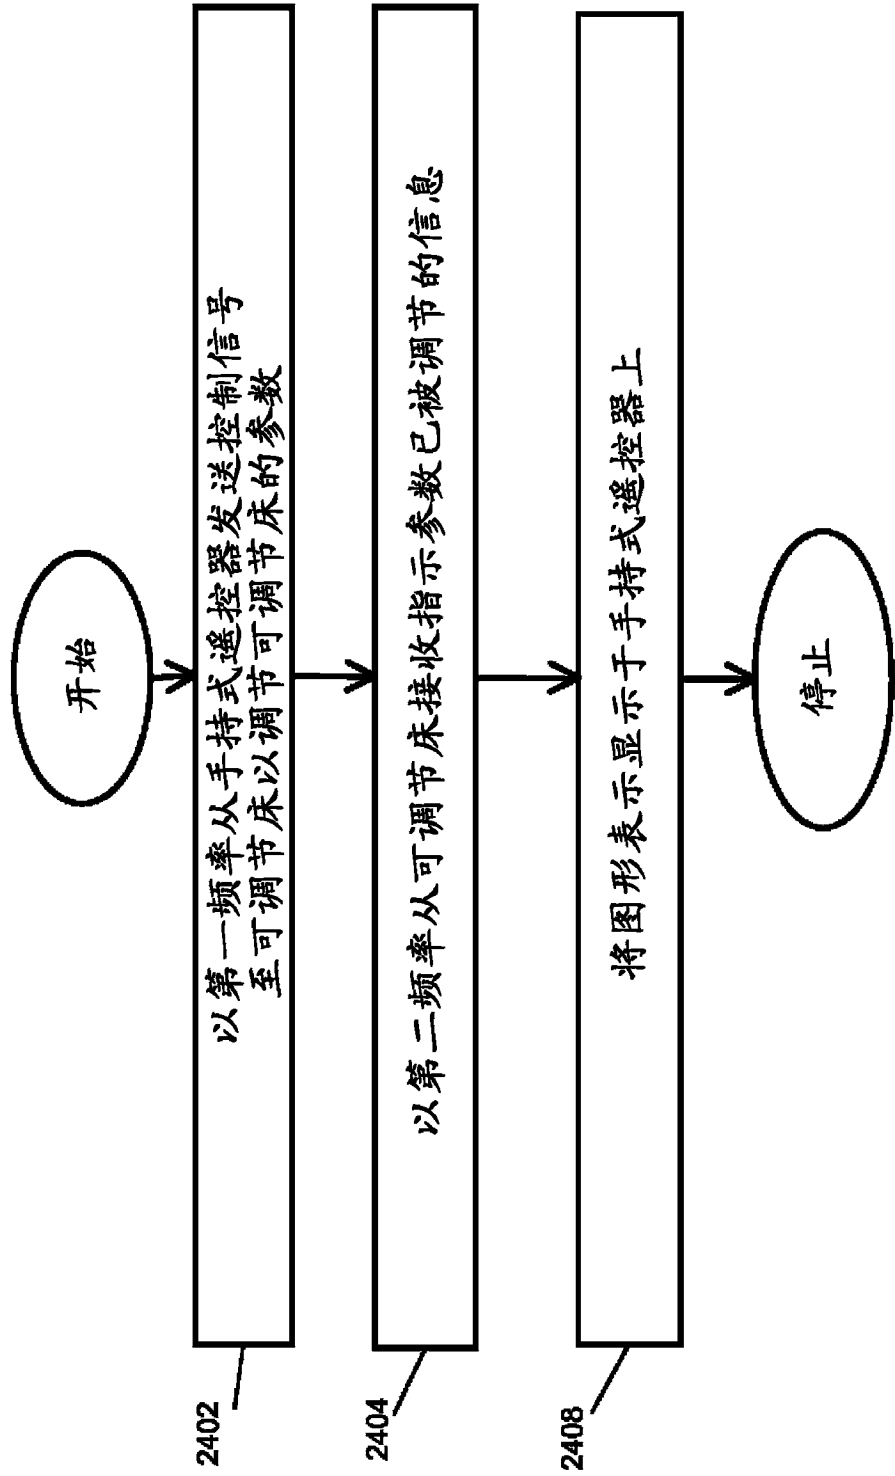 开始
2402
以第一频率从手持式遥控器发送控制信号
至可调节床以调节可调节床的参数
2404
以第二频率从可调节床接收指示参数已被调节的信息
2408
将图形表示显示于手持式遥控器上
停止